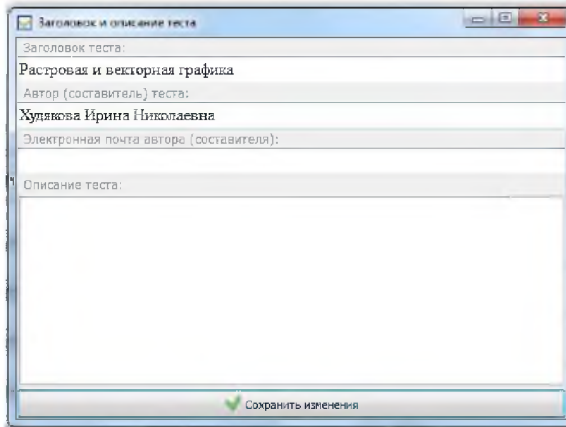 Заголовок и описание теста
Заголовок теста:
Растровая и векторная графика
Автор (составитель) теста:
Худякова Ирина Николаевна
Электронная почта автора (составителя):
Описание теста:
Сохранить изменения